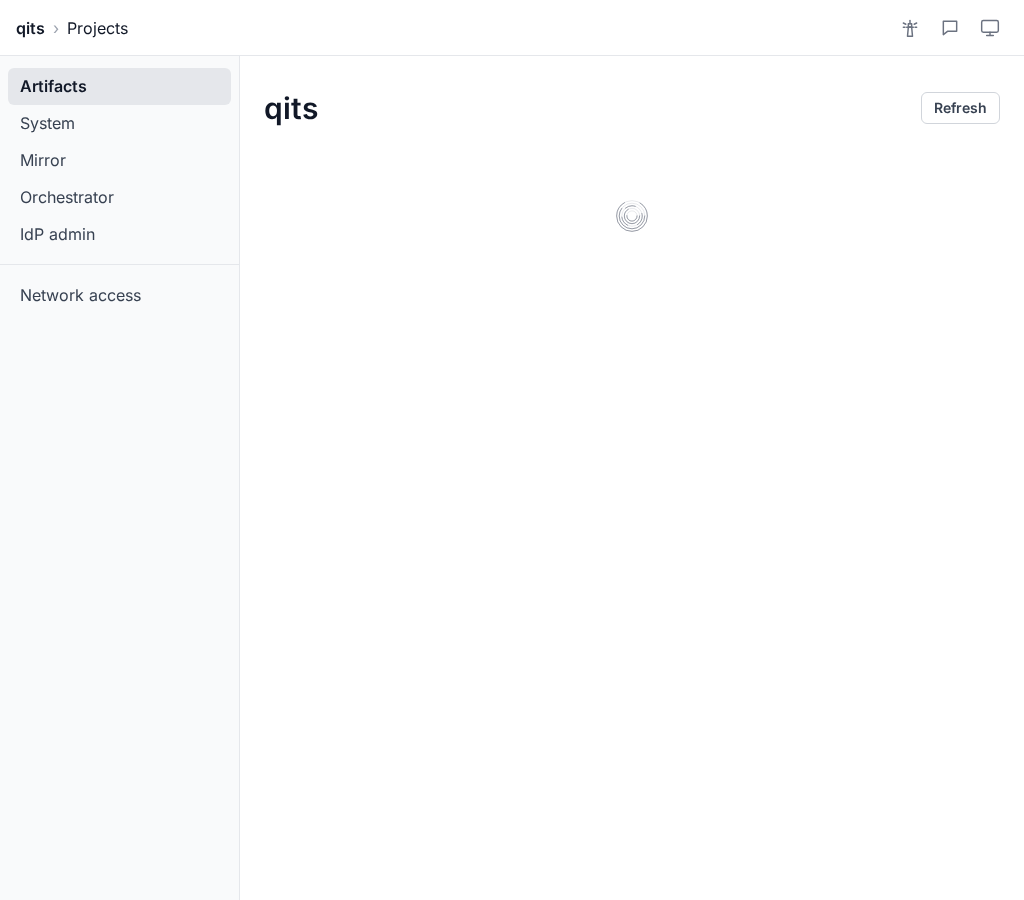 qits › Projects
Artifacts
System
Mirror
Orchestrator
IdP admin
Network access
qits
Refresh